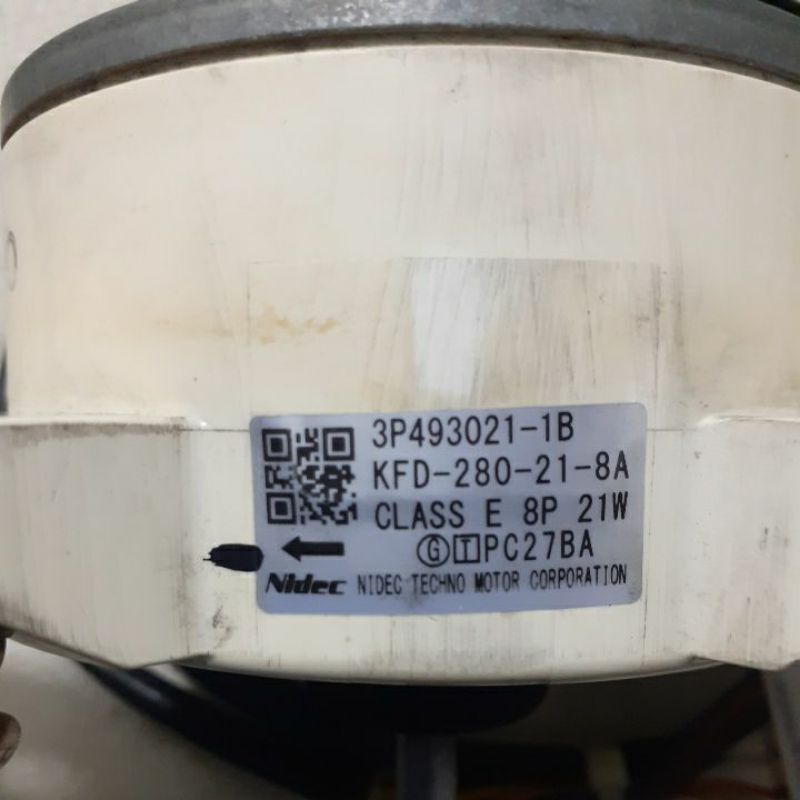 3P493021-1B
KFD-280-21-8A
CLASS E 8P 21W
Ⓖ🅃PC27BA
Nidec NIDEC TECHNO MOTOR CORPORATION